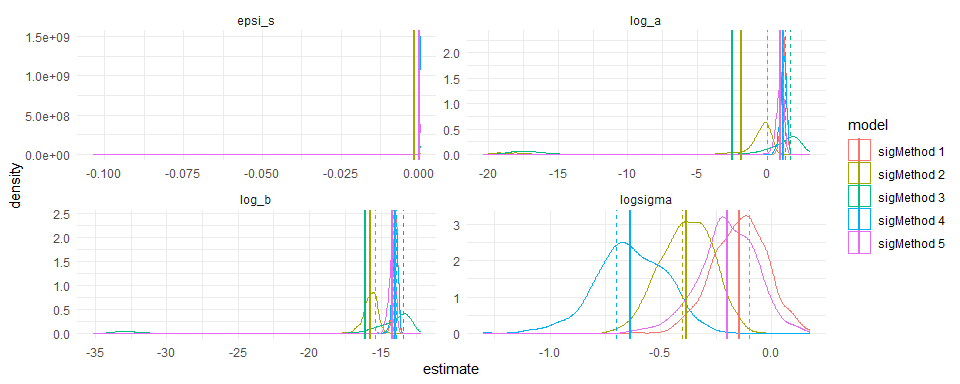 epsi_s
log_a
1.5e+09
1.0e+09
5.0e+08
0.0e+00
-0.100
-0.075
-0.050
-0.025
0.000
2.0
1.5
1.0
0.5
0.0
-20
-15
-10
-5
0
density
log_b
logsigma
2.5
2.0
1.5
1.0
0.5
0.0
-35
-30
-25
-20
-15
3
2
1
0
-1.0
-0.5
0.0
estimate
model
sigMethod 1
sigMethod 2
sigMethod 3
sigMethod 4
sigMethod 5